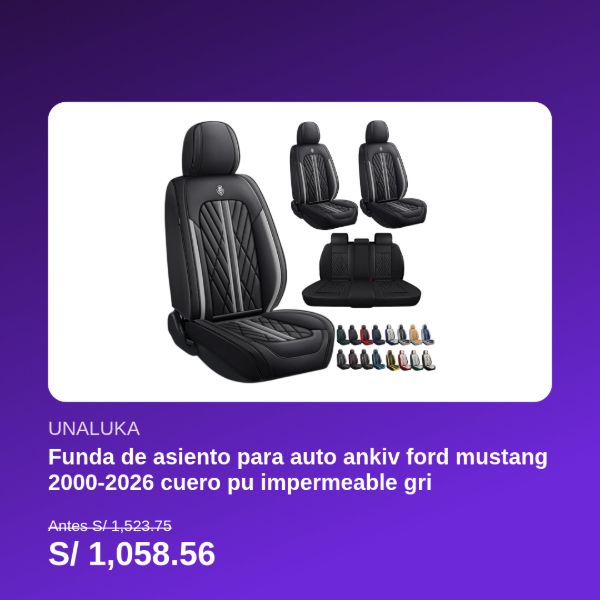 UNALUKA
Funda de asiento para auto ankiv ford mustang
2000-2026 cuero pu impermeable gri
Antes S/ 1,523.75
S/ 1,058.56